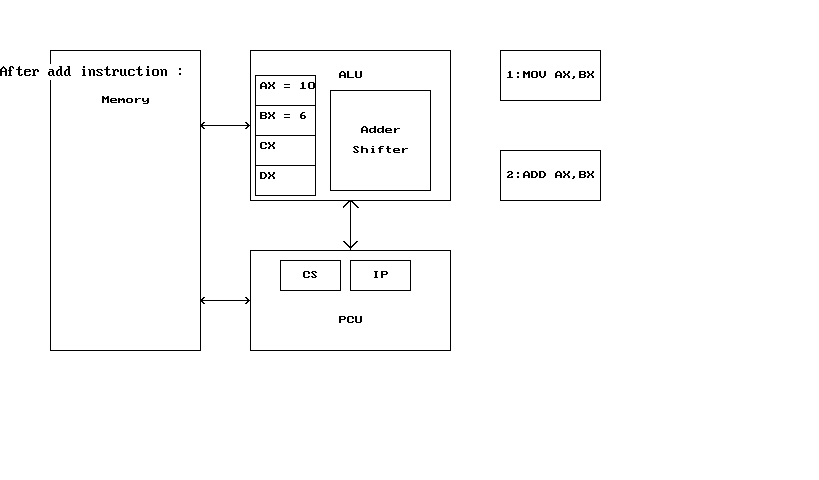 After add instruction :
Memory
ALU
AX = 10
BX = 6
CX
DX
Adder
Shifter
1:MOV AX,BX
2:ADD AX,BX
CS
IP
PCU